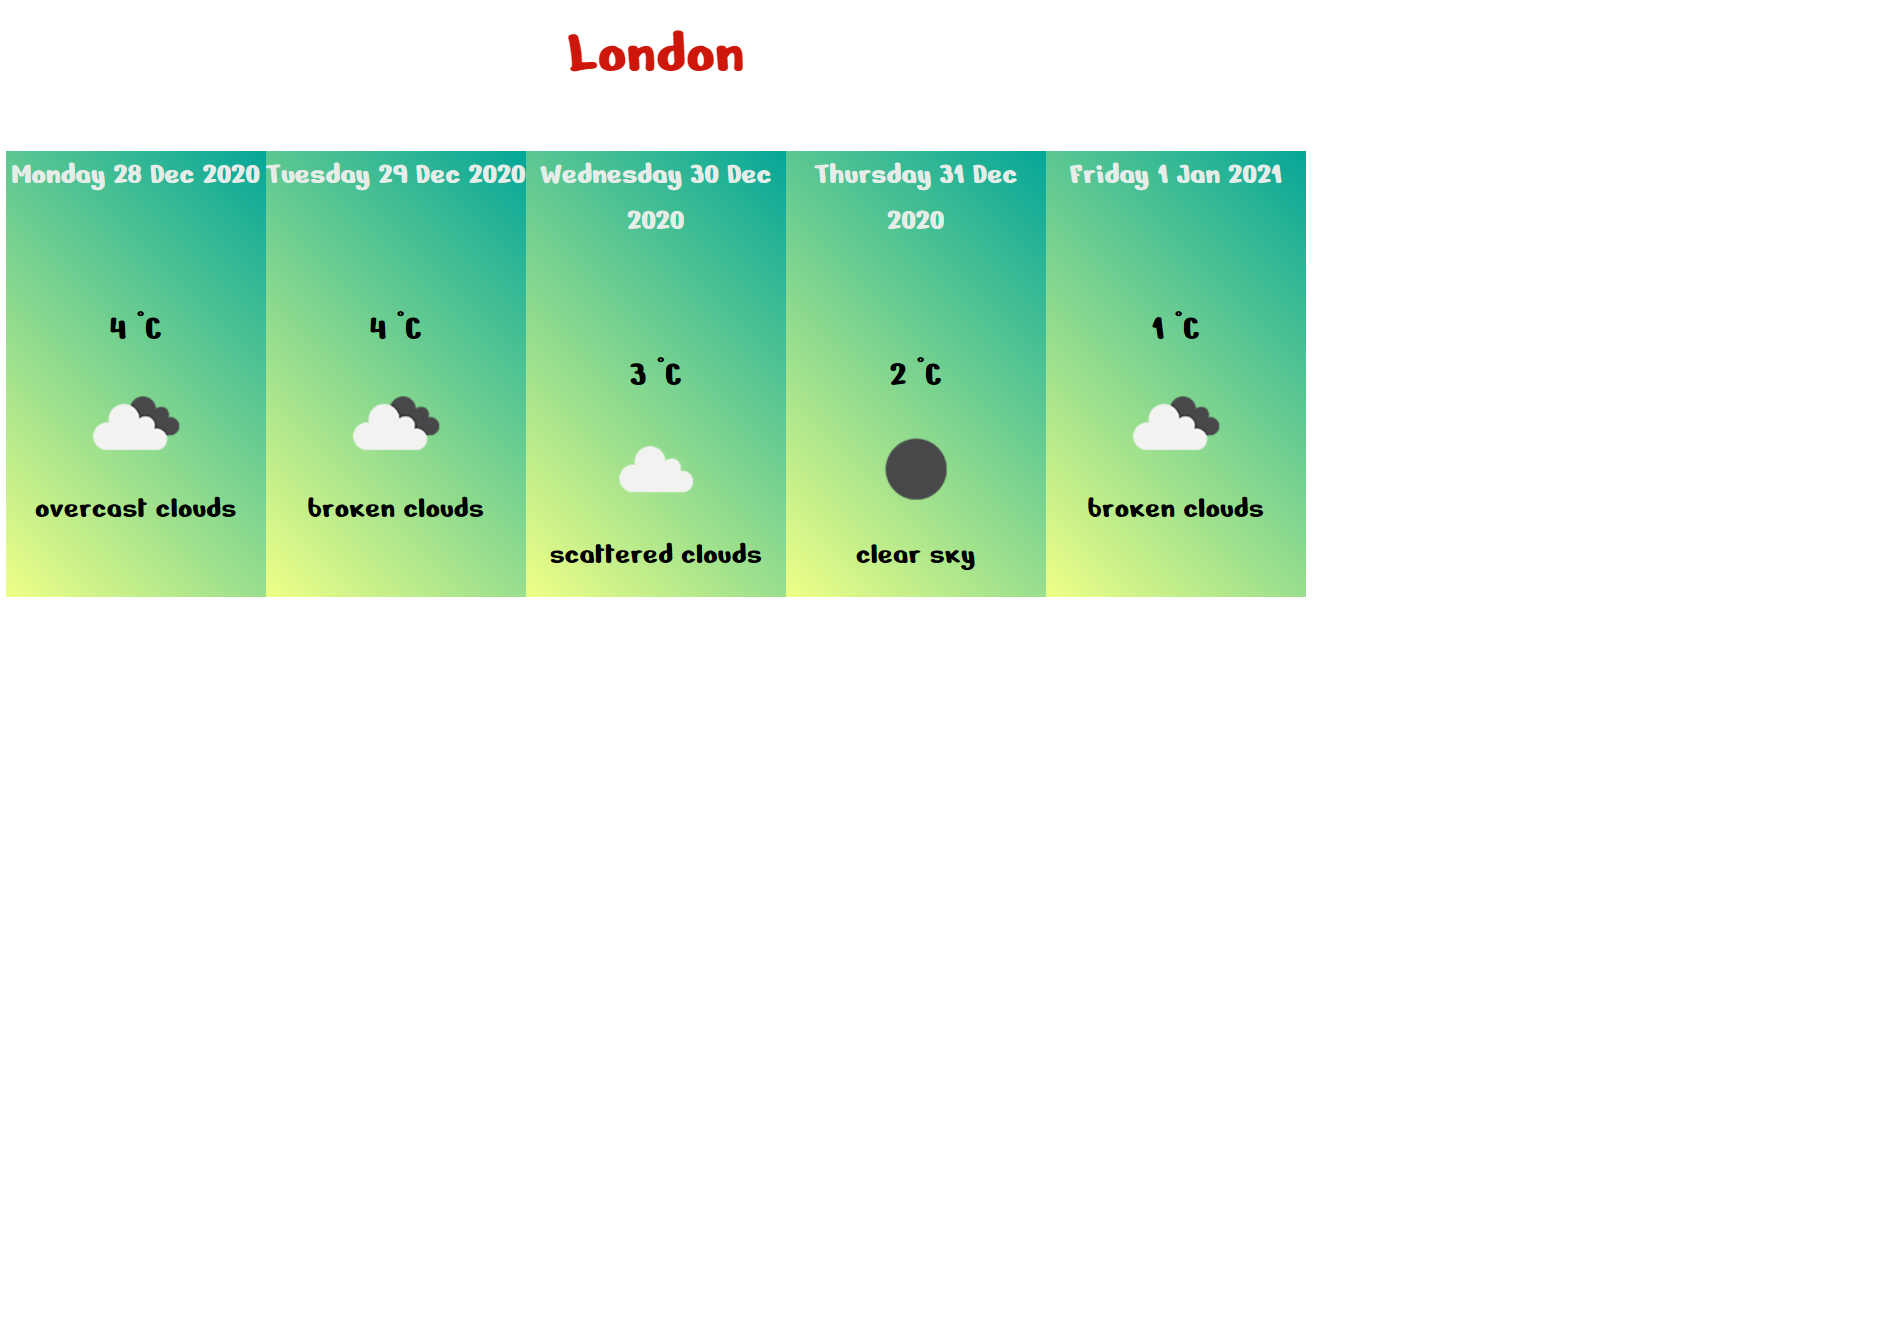 London
Monday 28 Dec 2020
4 °C
overcast clouds
Tuesday 29 Dec 2020
4 °C
broken clouds
Wednesday 30 Dec
2020
3 °C
scattered clouds
Thursday 31 Dec
2020
2 °C
clear sky
Friday 1 Jan 2021
1 °C
broken clouds